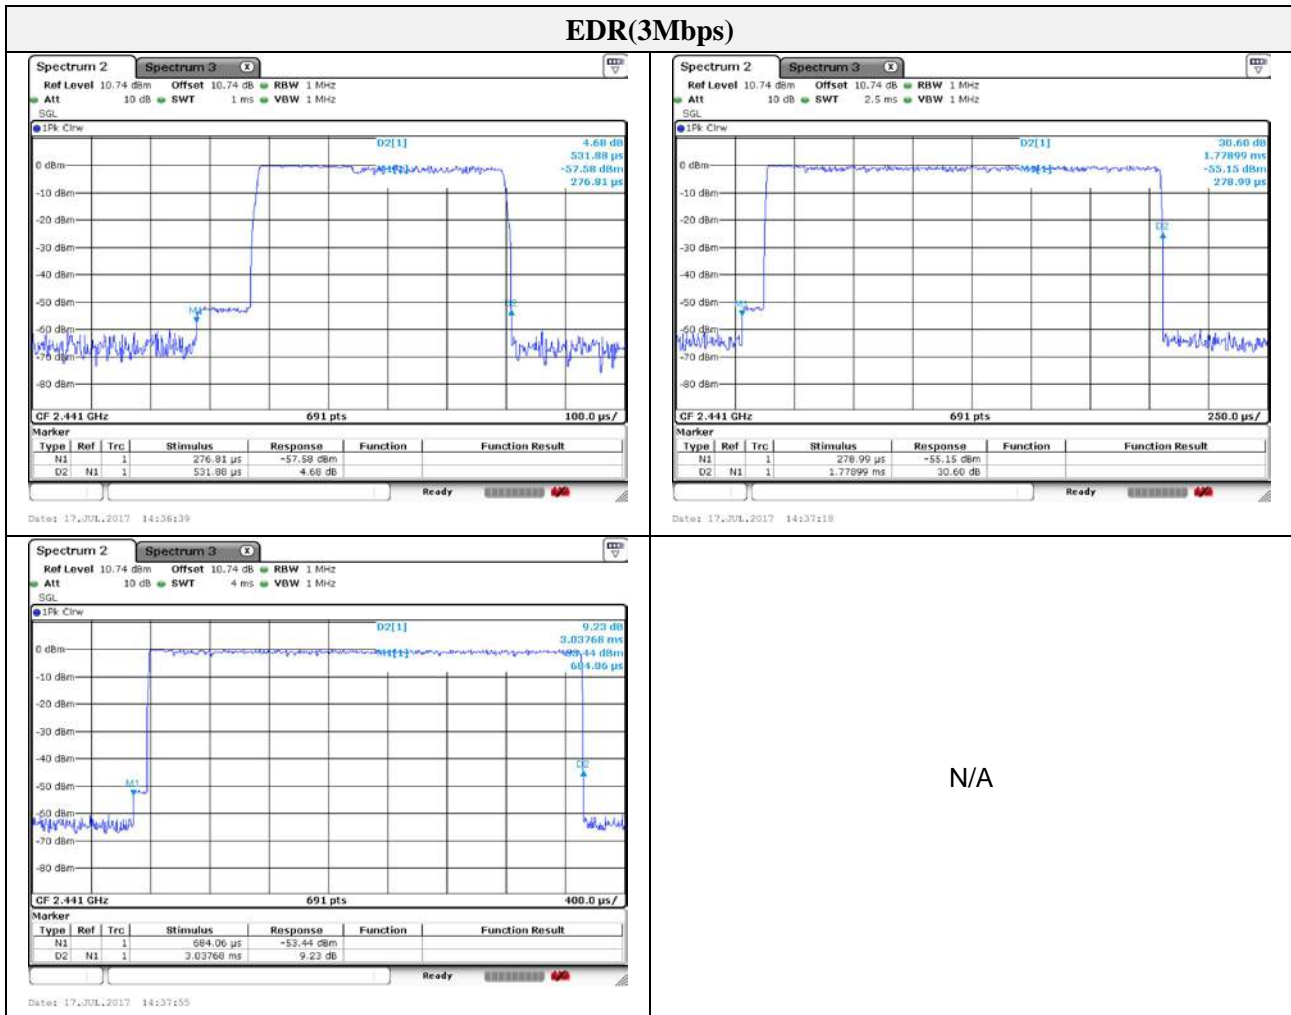 EDR(3Mbps)
Spectrum 2 Spectrum 3 X
Ref Level 10.74 dBm Offset 10.74 dB RBW 1 MHz
Att 10 dB SWT 1 ms VBW 1 MHz
SGL
1Pk Clrw
D2[1] 4.68 dB
531.88 µs
0 dBm
M1[1] -57.58 dBm
276.81 µs
-10 dBm
-20 dBm
-30 dBm
-40 dBm
-50 dBm
M1 D2
-60 dBm
-70 dBm
-80 dBm
CF 2.441 GHz 691 pts 100.0 µs/
Marker
Type Ref Trc Stimulus Response Function Function Result
N1 1 276.81 µs -57.58 dBm
D2 N1 1 531.88 µs 4.68 dB
Ready
Date: 17.JUL.2017 14:36:39
Spectrum 2 Spectrum 3 X
Ref Level 10.74 dBm Offset 10.74 dB RBW 1 MHz
Att 10 dB SWT 2.5 ms VBW 1 MHz
SGL
1Pk Clrw
D2[1] 30.60 dB
1.77899 ms
0 dBm
M1[1] -55.15 dBm
278.99 µs
-10 dBm
-20 dBm
D2
-30 dBm
-40 dBm
-50 dBm
M1
-60 dBm
-70 dBm
-80 dBm
CF 2.441 GHz 691 pts 250.0 µs/
Marker
Type Ref Trc Stimulus Response Function Function Result
N1 1 278.99 µs -55.15 dBm
D2 N1 1 1.77899 ms 30.60 dB
Ready
Date: 17.JUL.2017 14:37:18
Spectrum 2 Spectrum 3 X
Ref Level 10.74 dBm Offset 10.74 dB RBW 1 MHz
Att 10 dB SWT 4 ms VBW 1 MHz
SGL
1Pk Clrw
D2[1] 9.23 dB
3.03768 ms
0 dBm
M1[1] -53.44 dBm
684.06 µs
-10 dBm
-20 dBm
-30 dBm
-40 dBm
D2
-50 dBm
M1
-60 dBm
-70 dBm
-80 dBm
CF 2.441 GHz 691 pts 400.0 µs/
Marker
Type Ref Trc Stimulus Response Function Function Result
N1 1 684.06 µs -53.44 dBm
D2 N1 1 3.03768 ms 9.23 dB
Ready
Date: 17.JUL.2017 14:37:55
N/A